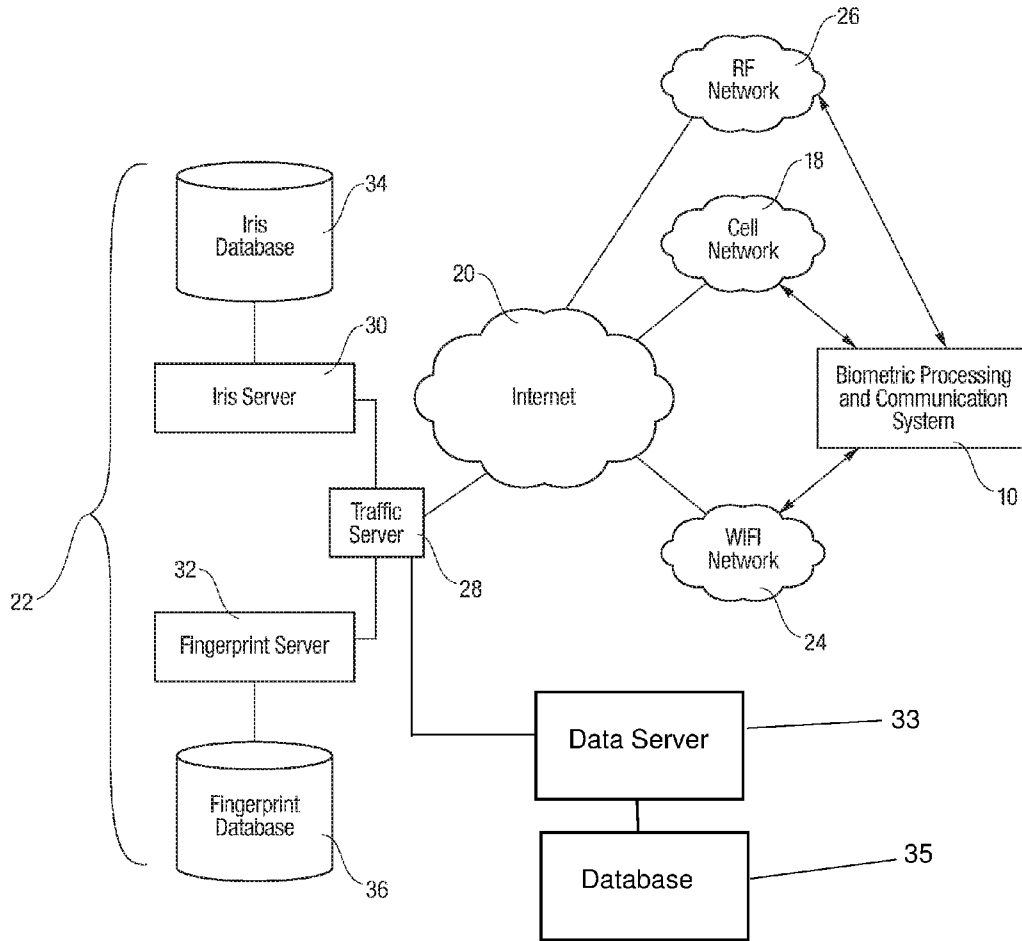 26
RF
Network
18
Cell
Network
34
Iris
Database
20
30
Iris Server
Internet
Biometric Processing
and Communication
System
10
Traffic
Server
28
WIFI
Network
24
22
32
Fingerprint Server
33
Data Server
Fingerprint
Database
36
35
Database